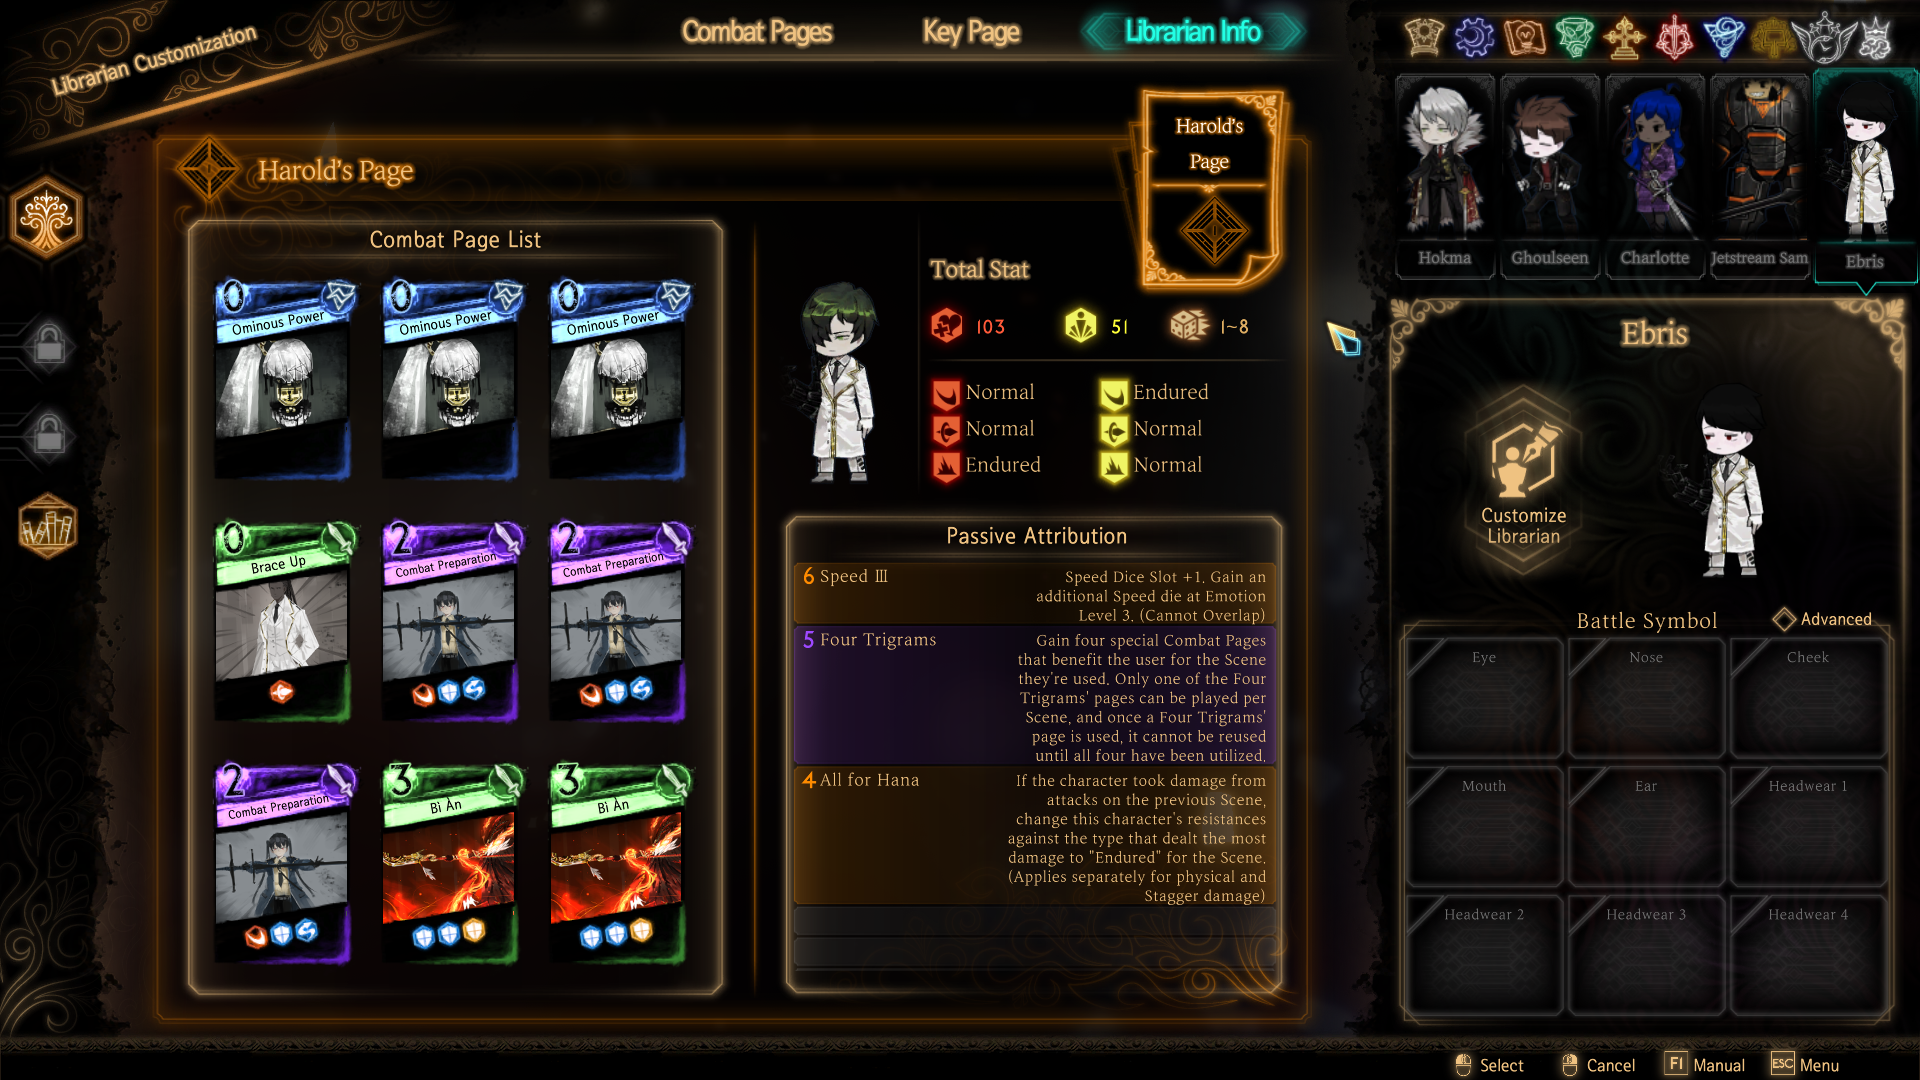 Librarian Customization
Combat Pages
Key Page
Librarian Info
Harold's Page
Harold's
Page
Combat Page List
0
Ominous Power
0
Ominous Power
0
Ominous Power
0
Brace Up
2
Combat Preparation
2
Combat Preparation
2
Combat Preparation
3
Bi An
3
Bi An
Total Stat
103
51
1~8
Normal
Endured
Normal
Normal
Endured
Normal
Passive Attribution
6 Speed III
Speed Dice Slot +1. Gain an
additional Speed die at Emotion
Level 3. (Cannot Overlap)
5 Four Trigrams
Gain four special Combat Pages
that benefit the user for the Scene
they're used. Only one of the Four
Trigrams' pages can be played per
Scene, and once a Four Trigrams'
page is used, it cannot be reused
until all four have been utilized.
4 All for Hana
If the character took damage from
attacks on the previous Scene,
change this character's resistances
against the type that dealt the most
damage to "Endured" for the Scene.
(Applies separately for physical and
Stagger damage)
Hokma
Ghoulseen
Charlotte
Jetstream Sam
Ebris
Ebris
Customize
Librarian
Battle Symbol
Advanced
Eye
Nose
Cheek
Mouth
Ear
Headwear 1
Headwear 2
Headwear 3
Headwear 4
Select
Cancel
F1 Manual
ESC Menu